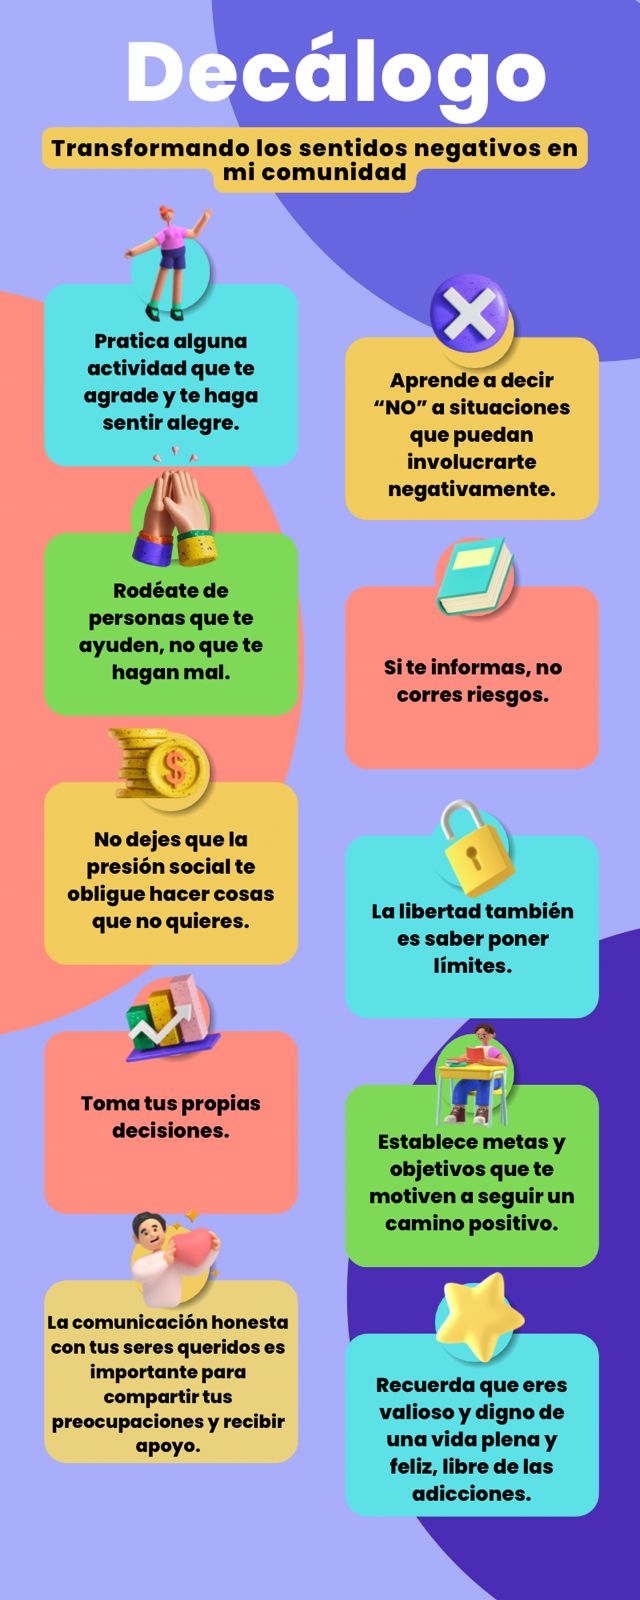 Decálogo
Transformando los sentidos negativos en
mi comunidad
Pratica alguna
actividad que te
agrade y te haga
sentir alegre.
Aprende a decir
“NO” a situaciones
que puedan
involucrarte
negativamente.
Rodéate de
personas que te
ayuden, no que te
hagan mal.
Si te informas, no
corres riesgos.
$
No dejes que la
presión social te
obligue hacer cosas
que no quieres.
La libertad también
es saber poner
límites.
Toma tus propias
decisiones.
Establece metas y
objetivos que te
motiven a seguir un
camino positivo.
La comunicación honesta
con tus seres queridos es
importante para
compartir tus
preocupaciones y recibir
apoyo.
Recuerda que eres
valioso y digno de
una vida plena y
feliz, libre de las
adicciones.